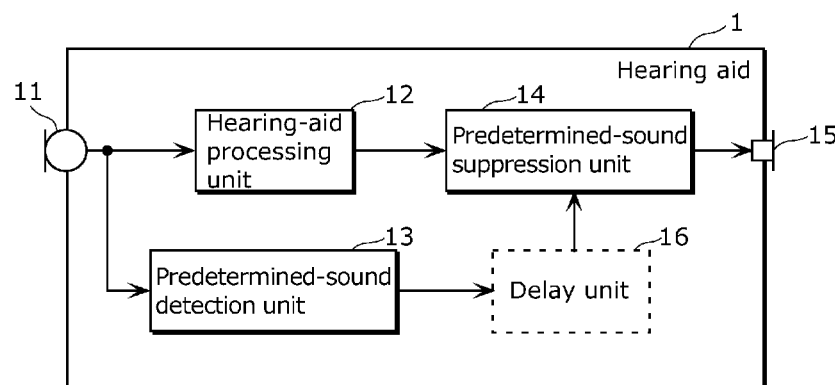 1
Hearing aid
11
12
14
Hearing-aid
processing
unit
Predetermined-sound
suppression unit
15
13
16
Predetermined-sound
detection unit
Delay unit